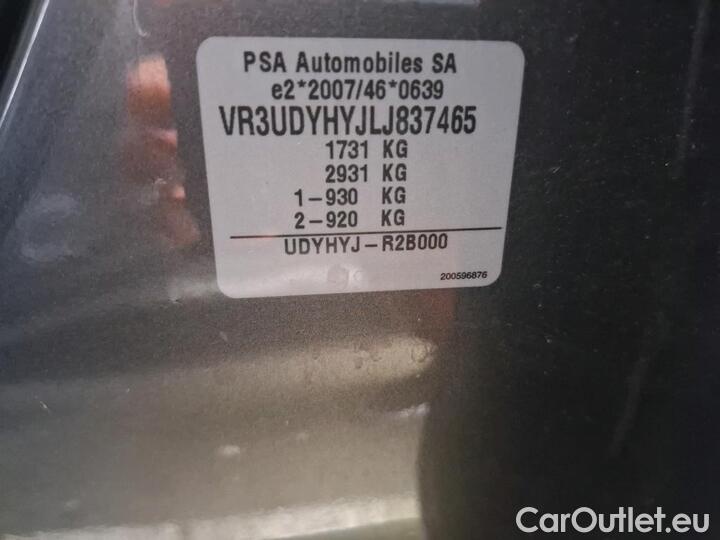 PSA Automobiles SA
e2*2007/46*0639
VR3UDYHYJLJ837465
1731 KG
2931 KG
1-930 KG
2-920 KG
UDYHYJ-R2B000
200596876
CarOutlet.eu